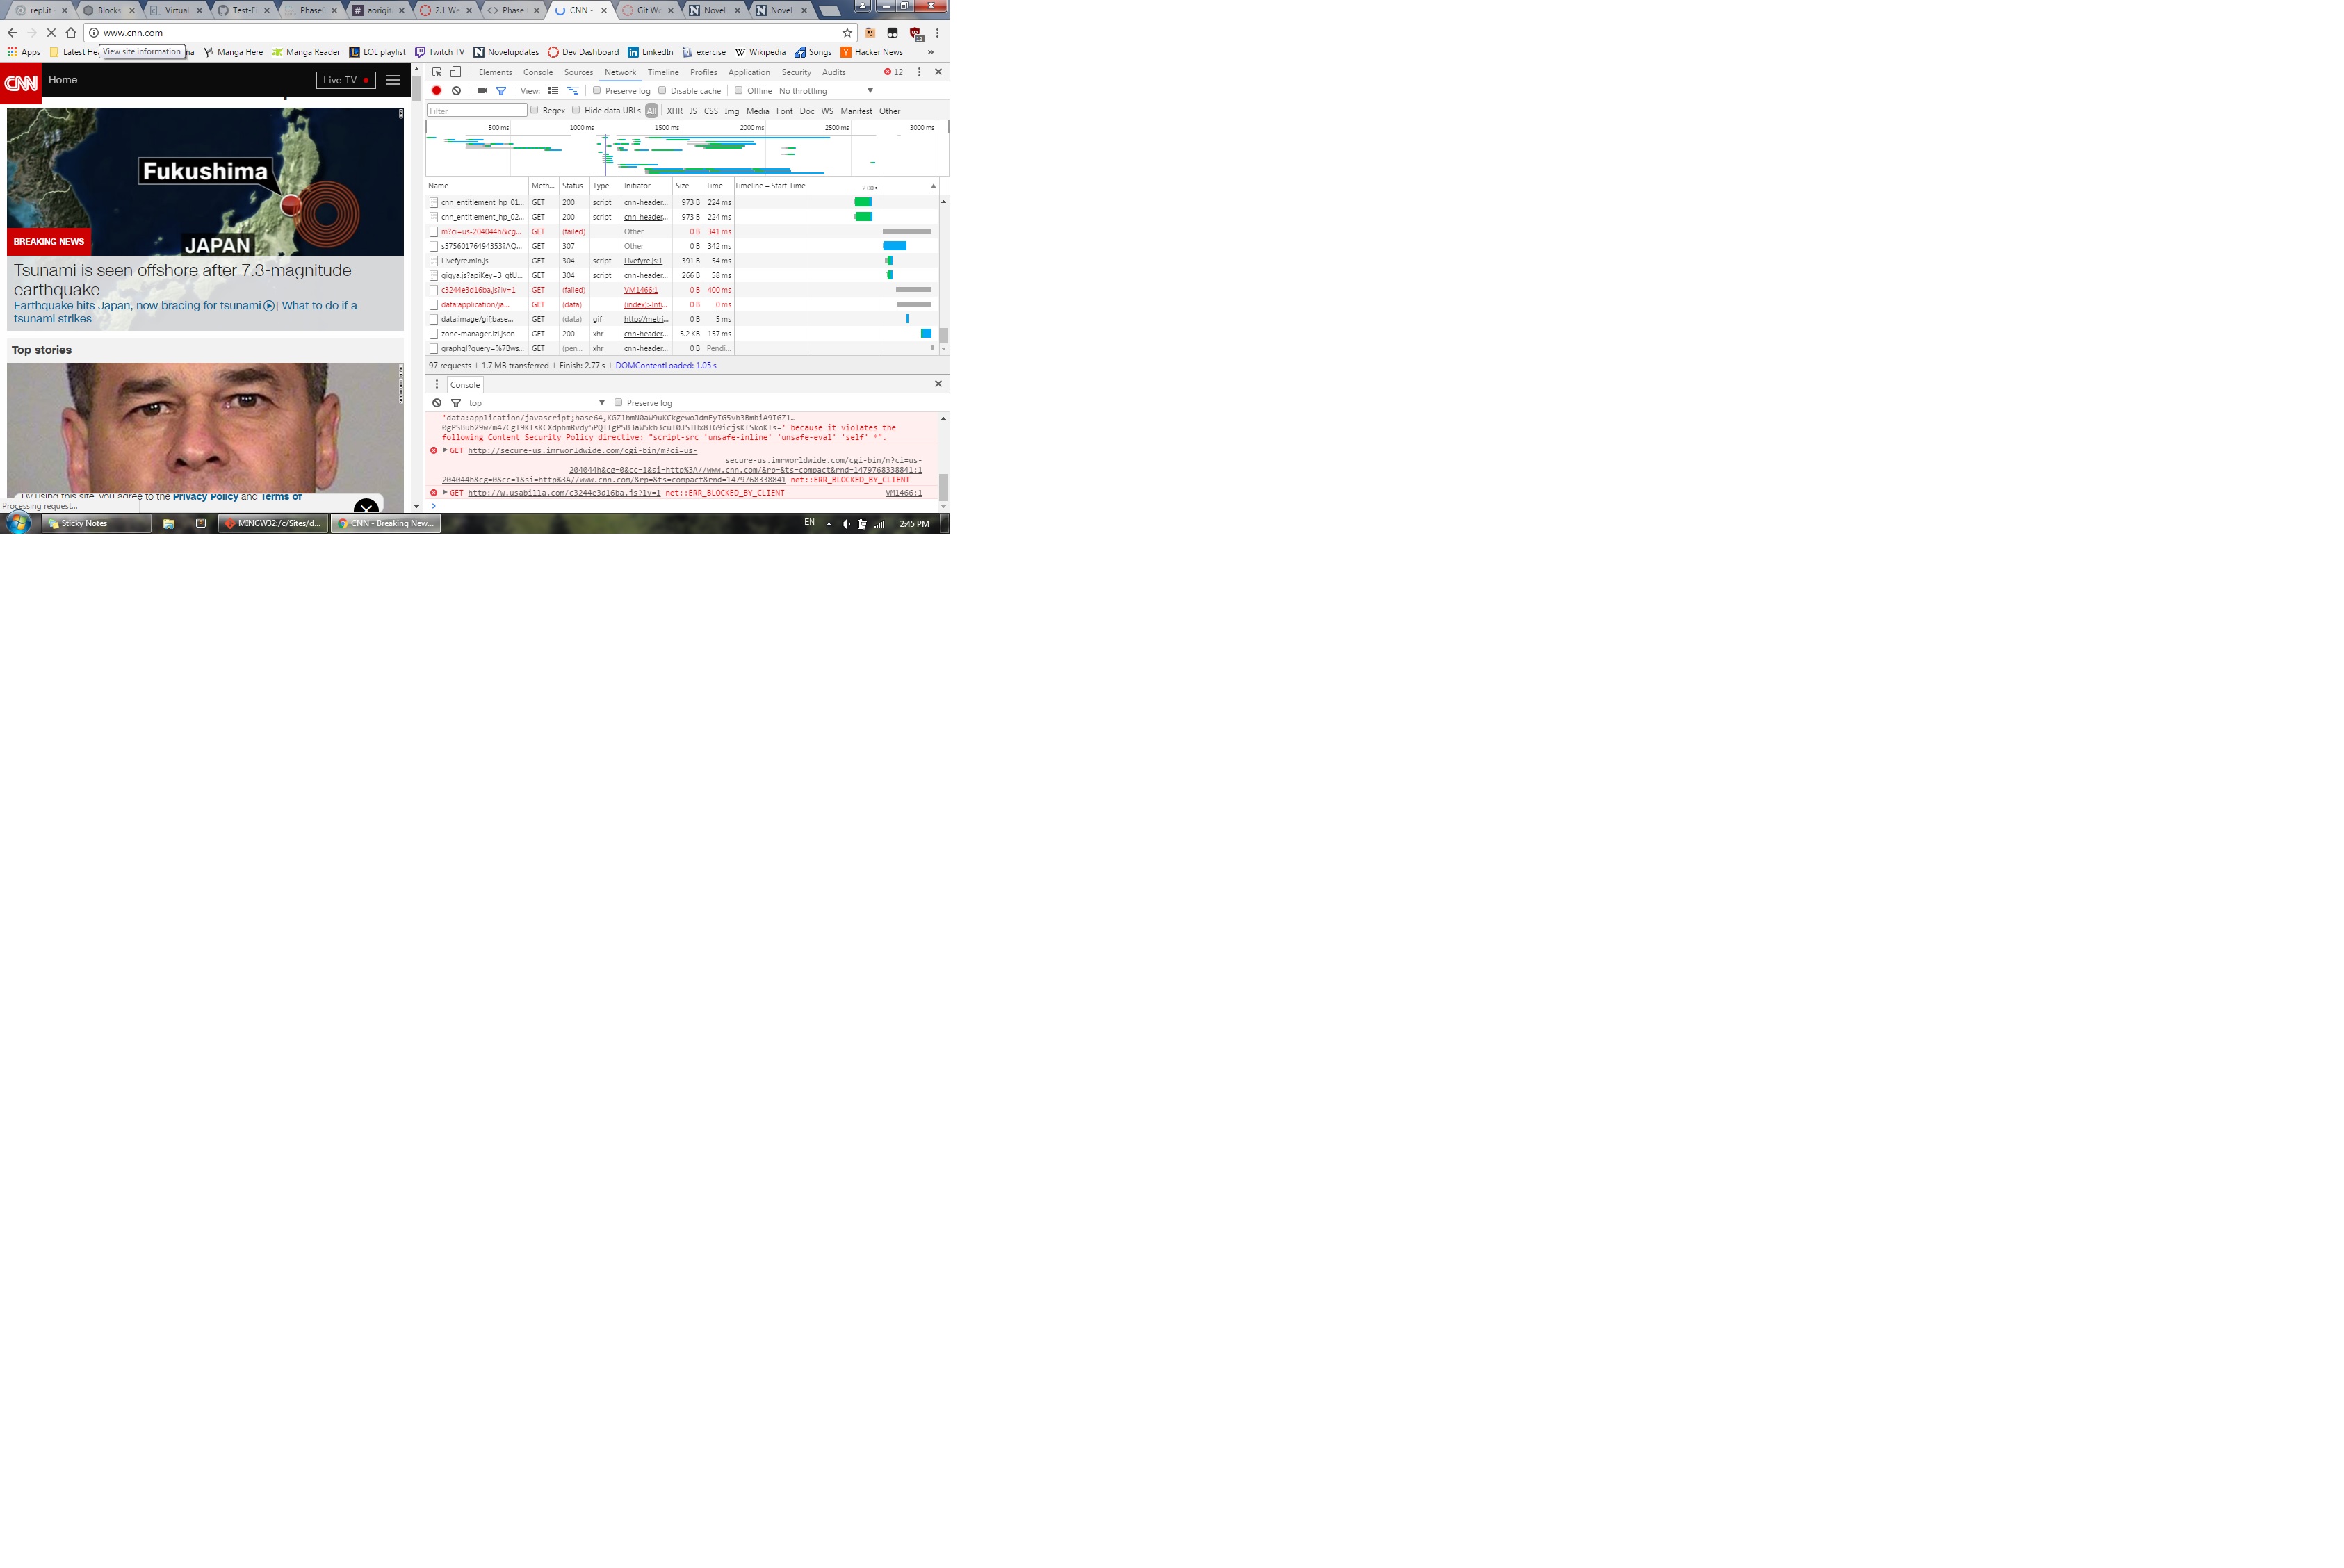 repl.it Blocks Virtual Test-F Phase aorigit 2.1 We Phase CNN - Git Wo Novel Novel
www.cnn.com
Apps Latest He View site information na Manga Here Manga Reader LOL playlist Twitch TV Novelupdates Dev Dashboard LinkedIn exercise Wikipedia Songs Hacker News »
CNN Home Live TV
Fukushima
JAPAN
BREAKING NEWS
Tsunami is seen offshore after 7.3-magnitude
earthquake
Earthquake hits Japan, now bracing for tsunami | What to do if a
tsunami strikes
Top stories
By using this site, you agree to the Privacy Policy and Terms of
Processing request...
Elements Console Sources Network Timeline Profiles Application Security Audits 12
View: Preserve log Disable cache Offline No throttling
Filter Regex Hide data URLs All XHR JS CSS Img Media Font Doc WS Manifest Other
500 ms 1000 ms 1500 ms 2000 ms 2500 ms 3000 ms
Name Meth... Status Type Initiator Size Time Timeline – Start Time 2.00 s
cnn_entitlement_hp_01... GET 200 script cnn-header... 973 B 224 ms
cnn_entitlement_hp_02... GET 200 script cnn-header... 973 B 224 ms
m?ci=us-204044h&cg... GET (failed) Other 0 B 341 ms
s57560176494353?AQ... GET 307 Other 0 B 342 ms
Livefyre.min.js GET 304 script Livefyre.js:1 391 B 54 ms
gigya.js?apiKey=3_gtU... GET 304 script cnn-header... 266 B 58 ms
c3244e3d16ba.js?lv=1 GET (failed) VM1466:1 0 B 400 ms
data:application/ja... GET (data) (index):-Infi... 0 B 0 ms
data:image/gif;base... GET (data) gif http://metri... 0 B 5 ms
zone-manager.izi.json GET 200 xhr cnn-header... 5.2 KB 157 ms
graphql?query=%7Bws... GET (pen... xhr cnn-header... 0 B Pendi...
97 requests | 1.7 MB transferred | Finish: 2.77 s | DOMContentLoaded: 1.05 s
Console
top Preserve log
'data:application/javascript;base64,
because it violates the
following Content Security Policy directive: "script-src 'unsafe-inline' 'unsafe-eval' 'self' *".
GET http://secure-us.imrworldwide.com/cgi-bin/m?ci=us-
secure-us.imrworldwide.com/cgi-bin/m?ci=us-
204044h&cg=0&cc=1&si=http%3A//www.cnn.com/&rp=&ts=compact&rnd=1479768338841:1
204044h&cg=0&cc=1&si=http%3A//www.cnn.com/&rp=&ts=compact&rnd=1479768338841 net::ERR_BLOCKED_BY_CLIENT
GET http://w.usabilla.com/c3244e3d16ba.js?lv=1 net::ERR_BLOCKED_BY_CLIENT VM1466:1
Sticky Notes MINGW32:/c/Sites/d... CNN - Breaking New... EN 2:45 PM